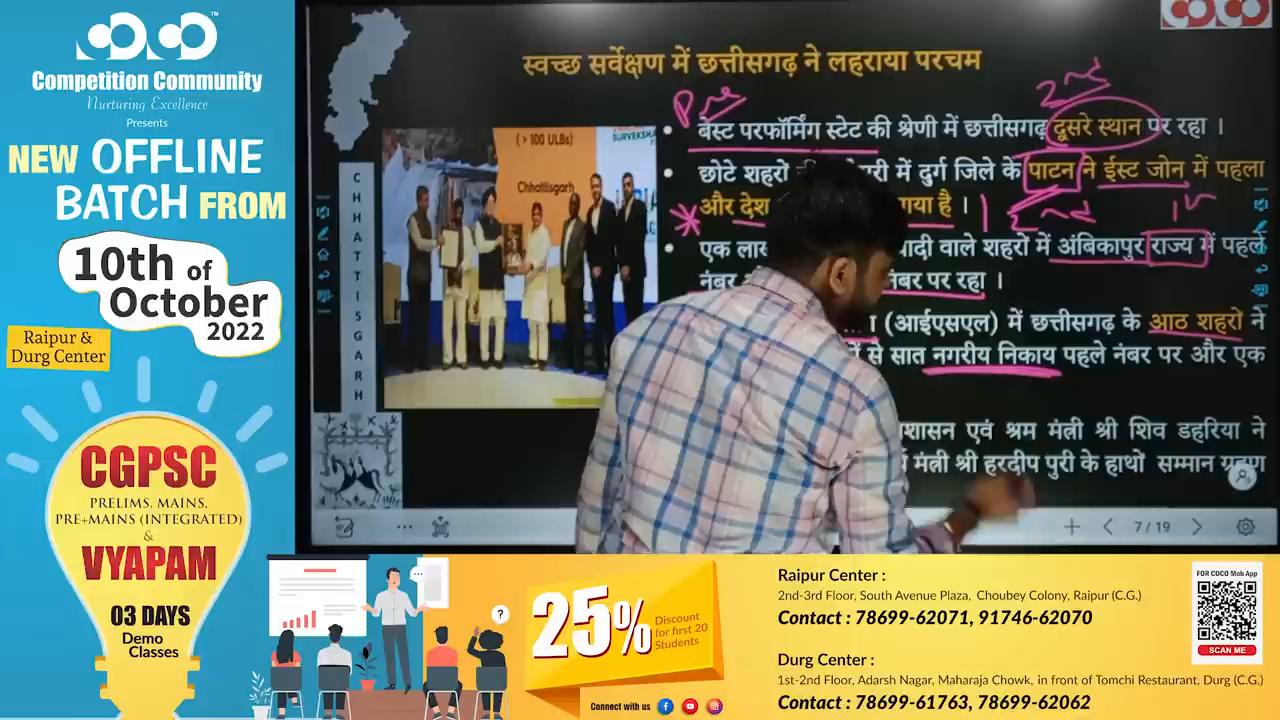 COCO
TM
Competition Community
Nurturing Excellence
Presents
NEW OFFLINE
BATCH FROM
10th of
October
2022
Raipur &
Durg Center
CGPSC
PRELIMS, MAINS,
PRE+MAINS (INTEGRATED)
&
VYAPAM
03 DAYS
Demo
Classes
स्वच्छ सर्वेक्षण में छत्तीसगढ़ ने लहराया परचम
2nd
• बेस्ट परफॉर्मिंग स्टेट की श्रेणी में छत्तीसगढ़ दुसरे स्थान पर रहा ।
• छोटे शहरों में दुर्ग जिले के पाटन ने ईस्ट जोन में पहला
और देश गया है ।
2nd
• एक वाले शहरों में अंबिकापुर राज्य में पहले
नंबर नंबर पर रहा ।
(आईएसएल) में छत्तीसगढ़ के आठ शहरों ने
से सात नगरीय निकाय पहले नंबर पर और एक
एवं श्रम मंत्री श्री शिव डहरिया ने
मंत्री श्री हरदीप पुरी के हाथों सम्मान ग्रहण
(> 100 ULBs)
Chhattisgarh
CHHATTISGARH
7 / 19
?
25%
Discount
for first 20
Students
Connect with us
Raipur Center :
2nd-3rd Floor, South Avenue Plaza, Choubey Colony, Raipur (C.G.)
Contact : 78699-62071, 91746-62070
Durg Center :
1st-2nd Floor, Adarsh Nagar, Maharaja Chowk, in front of Tomchi Restaurant, Durg (C.G.)
Contact : 78699-61763, 78699-62062
FOR COCO Mob App
SCAN ME